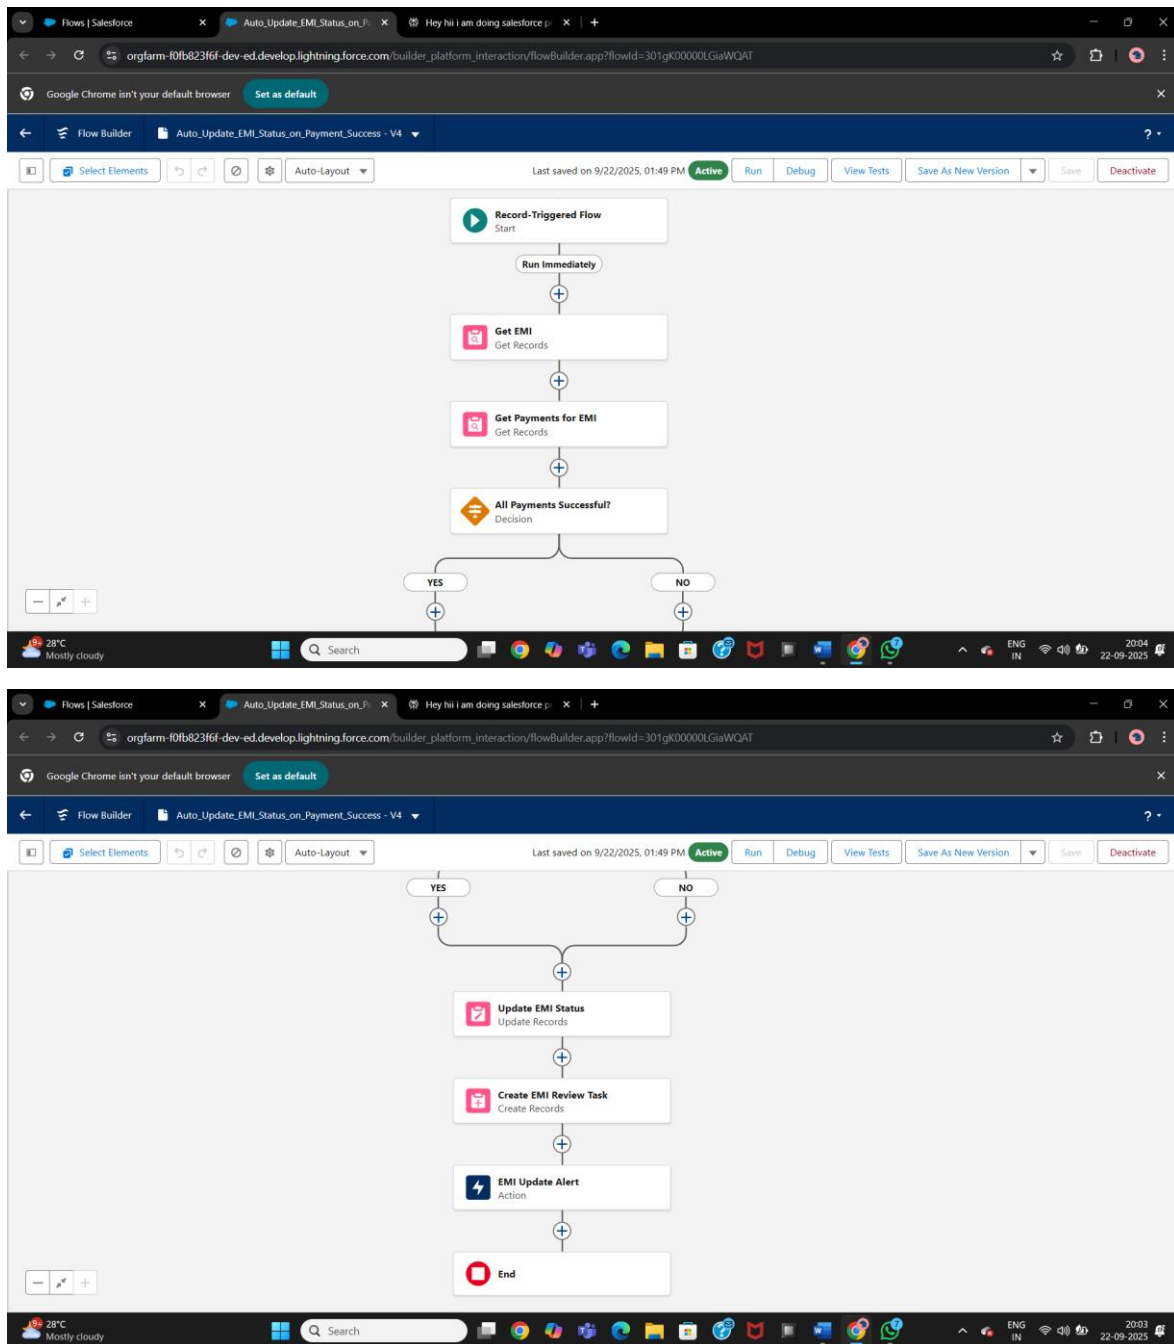 Flows | Salesforce
Auto_Update_EMI_Status_on_P
Hey hii i am doing salesforce pr
orgfarm-f0fb823f6f-dev-ed.develop.lightning.force.com/builder_platform_interaction/flowBuilder.app?flowId=301gK00000LGiaWQAT
Google Chrome isn't your default browser Set as default
Flow Builder Auto_Update_EMI_Status_on_Payment_Success - V4 ?
Select Elements Auto-Layout Last saved on 9/22/2025, 01:49 PM Active Run Debug View Tests Save As New Version Save Deactivate
Record-Triggered Flow
Start
Run Immediately
Get EMI
Get Records
Get Payments for EMI
Get Records
All Payments Successful?
Decision
YES NO
9+ 28°C
Mostly cloudy
Search
ENG
IN
20:04
22-09-2025
Flows | Salesforce
Auto_Update_EMI_Status_on_P
Hey hii i am doing salesforce pr
orgfarm-f0fb823f6f-dev-ed.develop.lightning.force.com/builder_platform_interaction/flowBuilder.app?flowId=301gK00000LGiaWQAT
Google Chrome isn't your default browser Set as default
Flow Builder Auto_Update_EMI_Status_on_Payment_Success - V4 ?
Select Elements Auto-Layout Last saved on 9/22/2025, 01:49 PM Active Run Debug View Tests Save As New Version Save Deactivate
YES NO
Update EMI Status
Update Records
Create EMI Review Task
Create Records
EMI Update Alert
Action
End
9+ 28°C
Mostly cloudy
Search
ENG
IN
20:03
22-09-2025